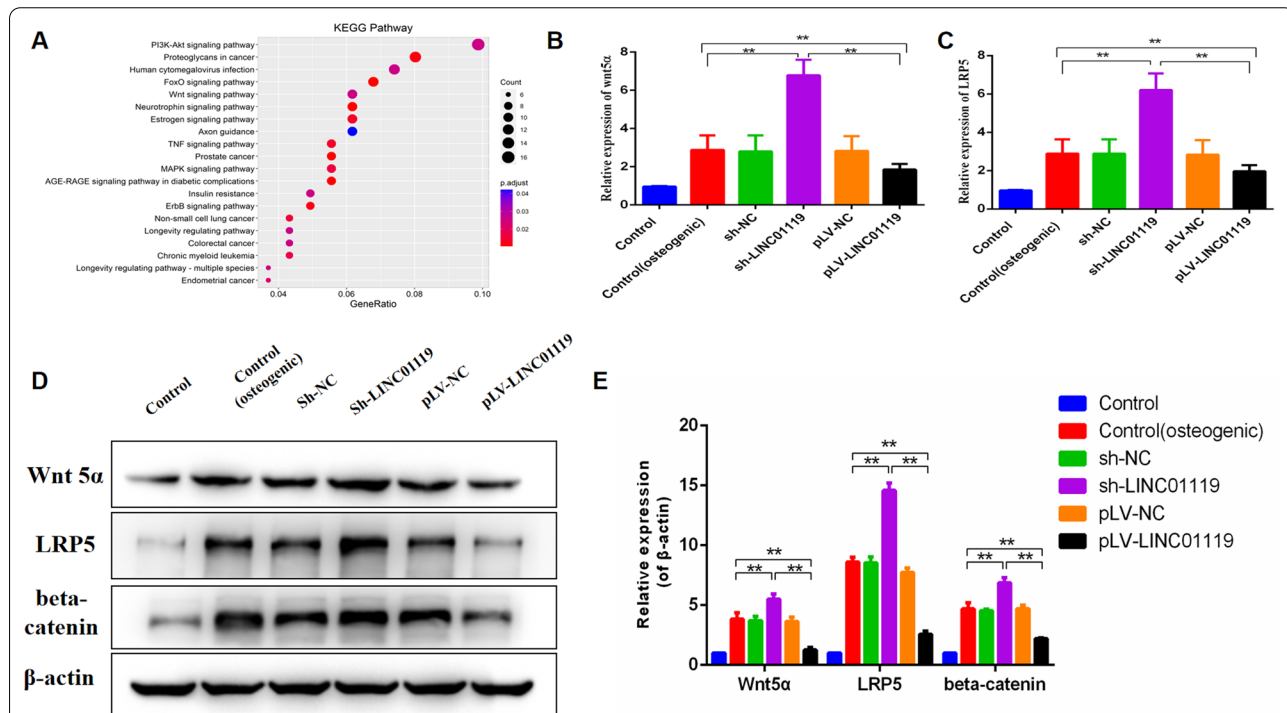 A
KEGG Pathway
PI3K-Akt signaling pathway
Proteoglycans in cancer
Human cytomegalovirus infection
FoxO signaling pathway
Wnt signaling pathway
Neurotrophin signaling pathway
Estrogen signaling pathway
Axon guidance
TNF signaling pathway
Prostate cancer
MAPK signaling pathway
AGE-RAGE signaling pathway in diabetic complications
Insulin resistance
ErbB signaling pathway
Non-small cell lung cancer
Longevity regulating pathway
Colorectal cancer
Chronic myeloid leukemia
Longevity regulating pathway - multiple species
Endometrial cancer
0.04 0.06 0.08 0.10
GeneRatio
Count
6
8
10
12
14
16
p.adjust
0.04
0.03
0.02
0.01
B
Relative expression of wnt5α
8
6
4
2
0
**
** **
Control
Control(osteogenic)
sh-NC
sh-LINC01119
pLV-NC
pLV-LINC01119
C
Relative expression of LRP5
8
6
4
2
0
**
** **
Control
Control(osteogenic)
sh-NC
sh-LINC01119
pLV-NC
pLV-LINC01119
D
Control
Control
(osteogenic)
Sh-NC
Sh-LINC01119
pLV-NC
pLV-LINC01119
Wnt 5α
LRP5
beta-
catenin
β-actin
E
Relative expression
(of β-actin)
20
15
10
5
0
**
** **
**
** **
**
** **
Wnt5α LRP5 beta-catenin
Control
Control(osteogenic)
sh-NC
sh-LINC01119
pLV-NC
pLV-LINC01119